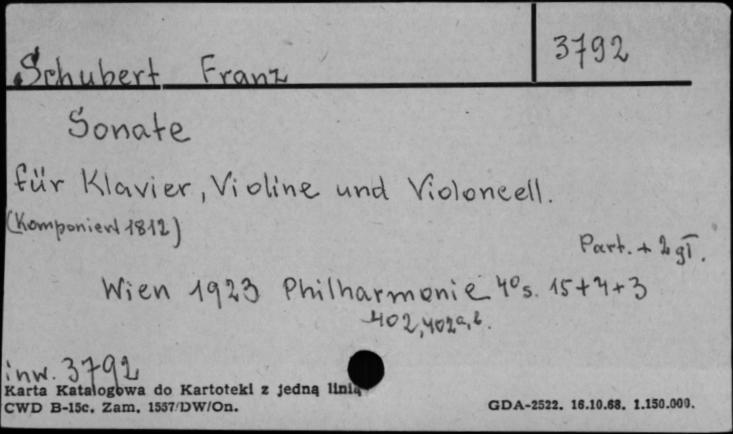 3792
Schubert Franz
Sonate
für Klavier, Violine und Violoncell.
(Komponiert 1812)
Part. + 2 gł.
Wien 1923 Philharmonie 4° s. 15+4+3
402, 402a, b.
inw. 3792
Karta Katalogowa do Kartoteki z jedną linią
CWD B-15c. Zam. 1557/DW/On.
GDA-2522. 16.10.68. 1.150.000.